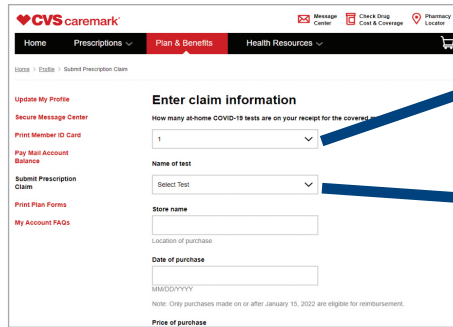 CVS caremark®
Message Center
Check Drug Cost & Coverage
Pharmacy Locator
Home
Prescriptions
Plan & Benefits
Health Resources
Home > Profile > Submit Prescription Claim
Update My Profile
Secure Message Center
Print Member ID Card
Pay Mail Account
Balance
Submit Prescription
Claim
Print Plan Forms
My Account FAQs
Enter claim information
How many at-home COVID-19 tests are on your receipt for the covered
1
Name of test
Select Test
Store name
Location of purchase
Date of purchase
MM/DD/YYYY
Note: Only purchases made on or after January 15, 2022 are eligible for reimbursement.
Price of purchase